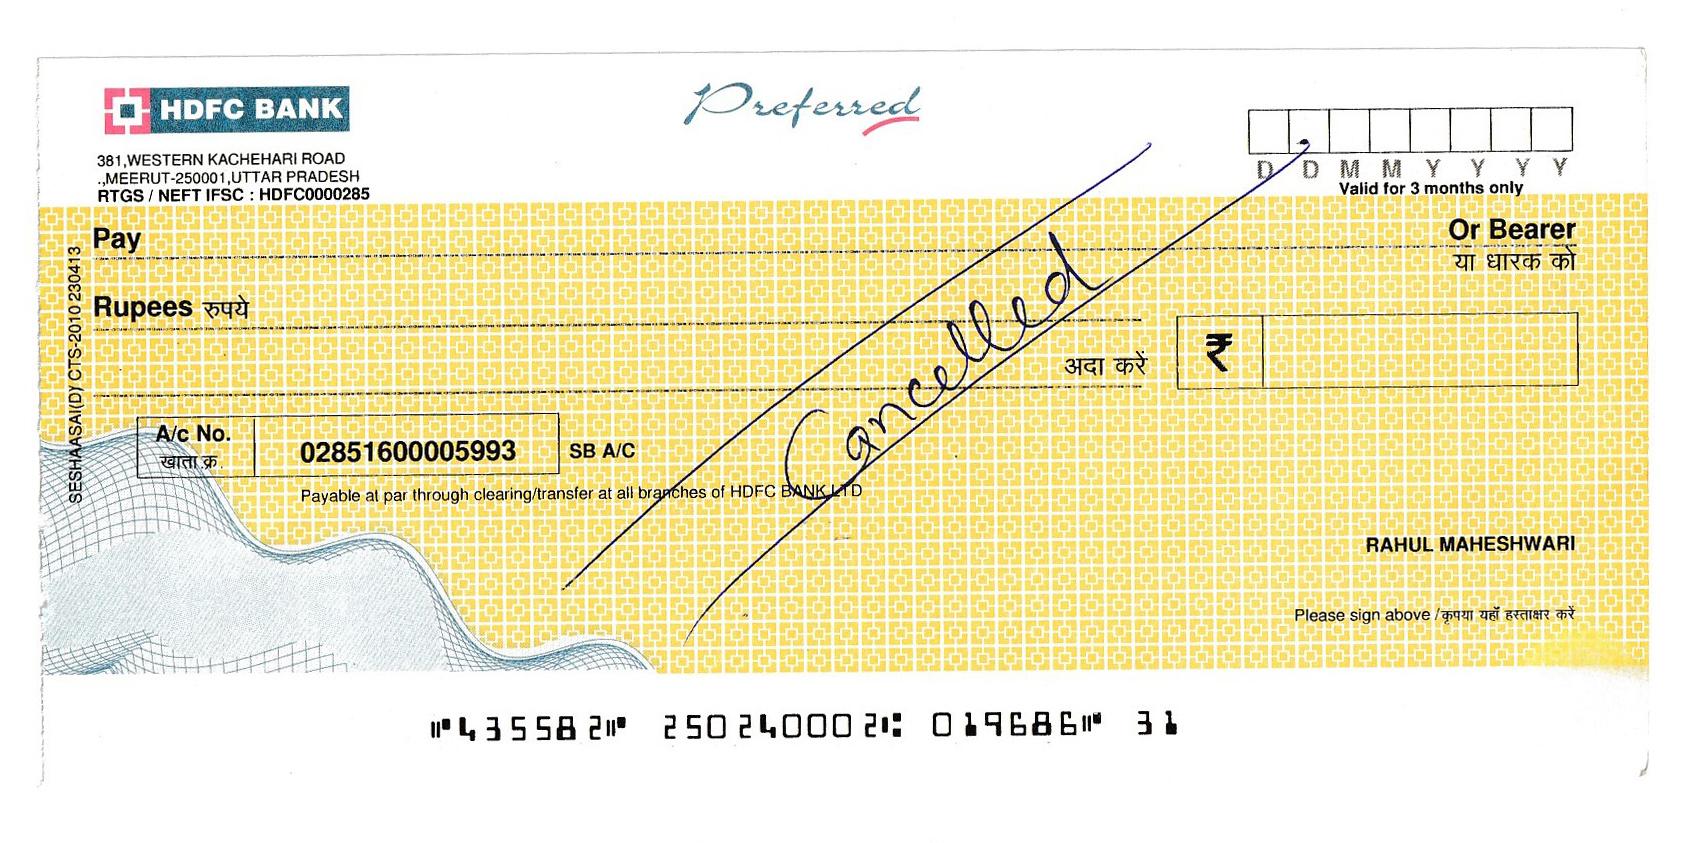 HDFC BANK
Preferred
381,WESTERN KACHEHARI ROAD
.,MEERUT-250001,UTTAR PRADESH
RTGS / NEFT IFSC : HDFC0000285
D D M M Y Y Y Y
Valid for 3 months only
Pay
Or Bearer
या धारक को
Rupees रुपये
अदा करें
₹
Cancelled
A/c No.
खाता क्र.
02851600005993
SB A/C
Payable at par through clearing/transfer at all branches of HDFC BANK LTD
SESHAASAI(D) CTS-2010 230413
RAHUL MAHESHWARI
Please sign above /कृपया यहाँ हस्ताक्षर करें
⑈435582⑈ 250240002⑆ 019686⑈ 31